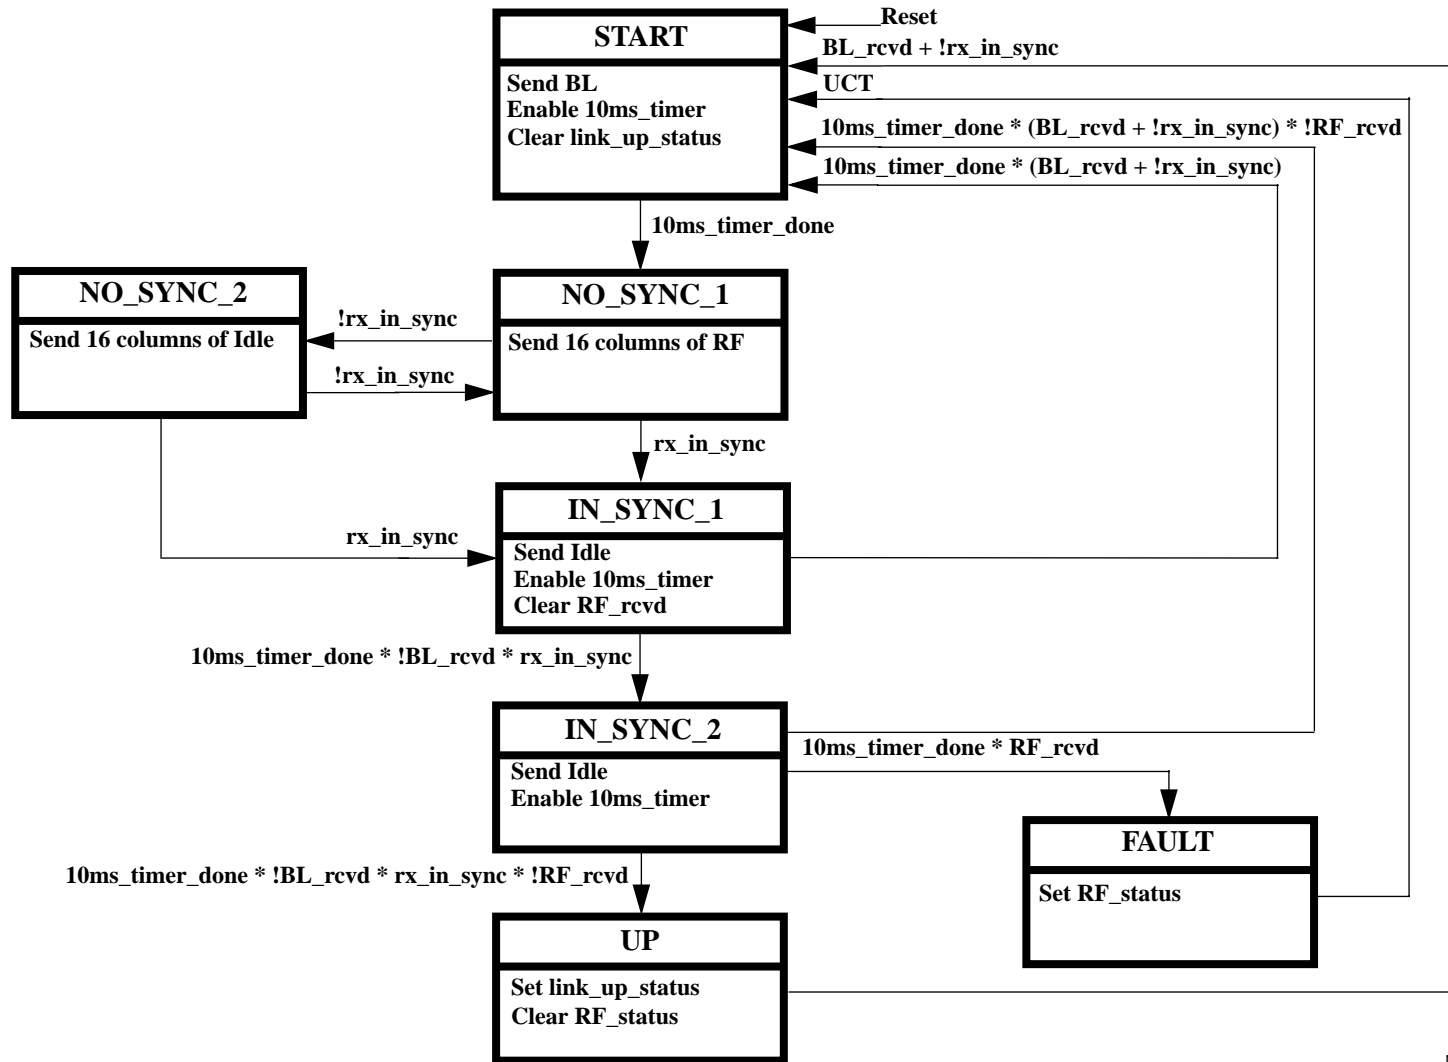 Reset
START
BL_rcvd + !rx_in_sync
Send BL
UCT
Enable 10ms_timer
Clear link_up_status
10ms_timer_done * (BL_rcvd + !rx_in_sync) * !RF_rcvd
10ms_timer_done * (BL_rcvd + !rx_in_sync)
10ms_timer_done
NO_SYNC_2
Send 16 columns of Idle
!rx_in_sync
!rx_in_sync
NO_SYNC_1
Send 16 columns of RF
rx_in_sync
rx_in_sync
IN_SYNC_1
Send Idle
Enable 10ms_timer
Clear RF_rcvd
10ms_timer_done * !BL_rcvd * rx_in_sync
IN_SYNC_2
Send Idle
Enable 10ms_timer
10ms_timer_done * RF_rcvd
FAULT
Set RF_status
10ms_timer_done * !BL_rcvd * rx_in_sync * !RF_rcvd
UP
Set link_up_status
Clear RF_status